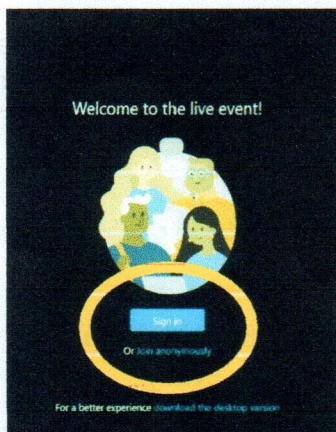 Welcome to the live event!
Sign in
Or Join anonymously
For a better experience download the desktop version